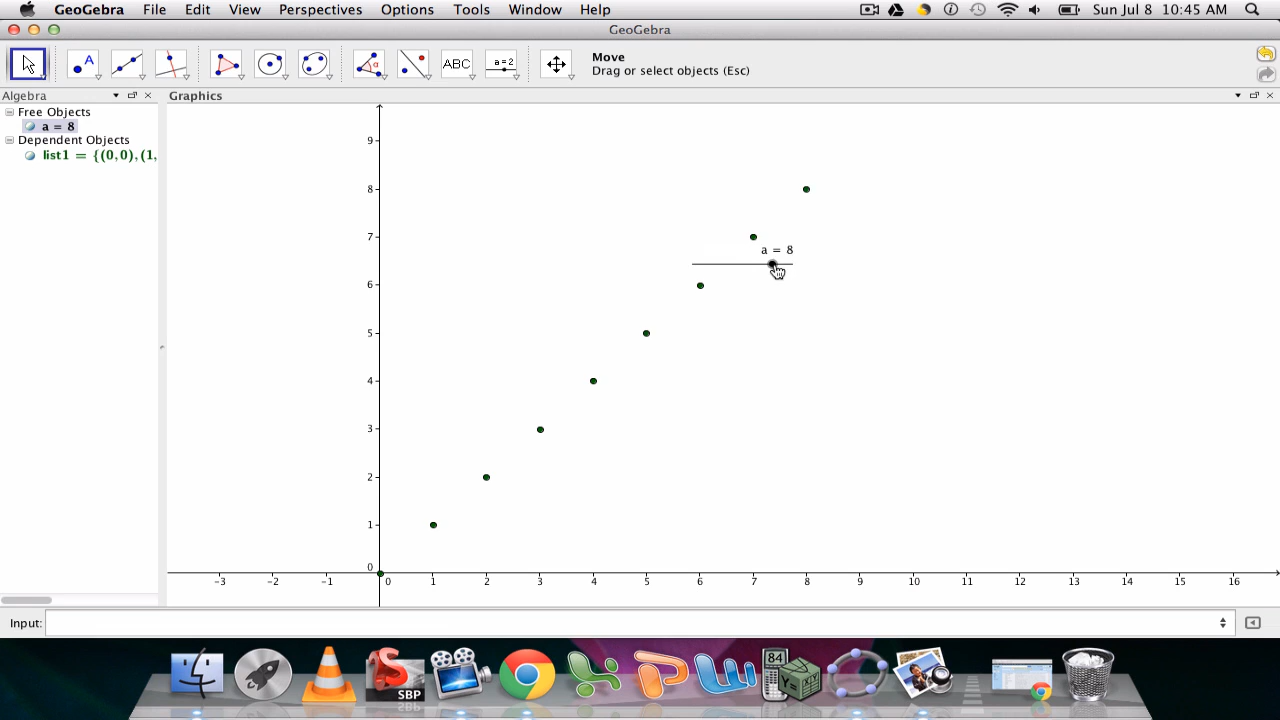 GeoGebra File Edit View Perspectives Options Tools Window Help Sun Jul 8 10:45 AM
GeoGebra
A
α
ABC
a=2
Move
Drag or select objects (Esc)
Algebra
Graphics
Free Objects
a = 8
Dependent Objects
list1 = {(0,0),(1,
9
8
7
a = 8
6
5
4
3
2
1
0
-3 -2 -1 0 1 2 3 4 5 6 7 8 9 10 11 12 13 14 15 16
Input:
S
SBP
X
P
W
84
Y=